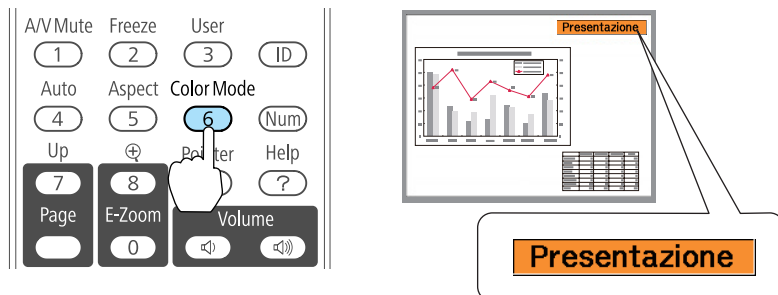 A/V Mute Freeze User
1 2 3 ID
Auto Aspect Color Mode
4 5 6 Num
Up Help
7 8 ?
Page E-Zoom Volume
0
Presentazione
Presentazione